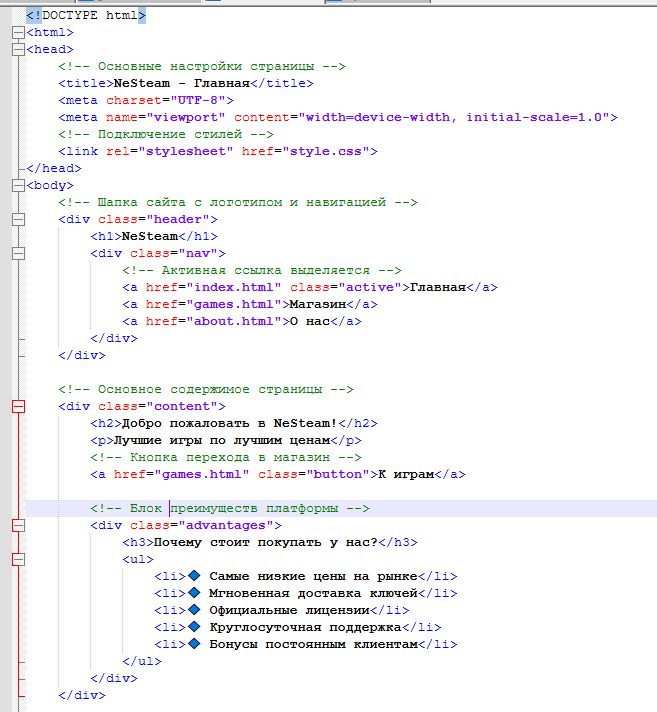 <!DOCTYPE html>
<html>
<head>
    <!-- Основные настройки страницы -->
    <title>NeSteam - Главная</title>
    <meta charset="UTF-8">
    <meta name="viewport" content="width=device-width, initial-scale=1.0">
    <!-- Подключение стилей -->
    <link rel="stylesheet" href="style.css">
</head>
<body>
    <!-- Шапка сайта с логотипом и навигацией -->
    <div class="header">
        <h1>NeSteam</h1>
        <div class="nav">
            <!-- Активная ссылка выделяется -->
            <a href="index.html" class="active">Главная</a>
            <a href="games.html">Магазин</a>
            <a href="about.html">О нас</a>
        </div>
    </div>

    <!-- Основное содержимое страницы -->
    <div class="content">
        <h2>Добро пожаловать в NeSteam!</h2>
        <p>Лучшие игры по лучшим ценам</p>
        <!-- Кнопка перехода в магазин -->
        <a href="games.html" class="button">К играм</a>

        <!-- Блок преимуществ платформы -->
        <div class="advantages">
            <h3>Почему стоит покупать у нас?</h3>
            <ul>
                <li>🔹 Самые низкие цены на рынке</li>
                <li>🔹 Мгновенная доставка ключей</li>
                <li>🔹 Официальные лицензии</li>
                <li>🔹 Круглосуточная поддержка</li>
                <li>🔹 Бонусы постоянным клиентам</li>
            </ul>
        </div>
    </div>